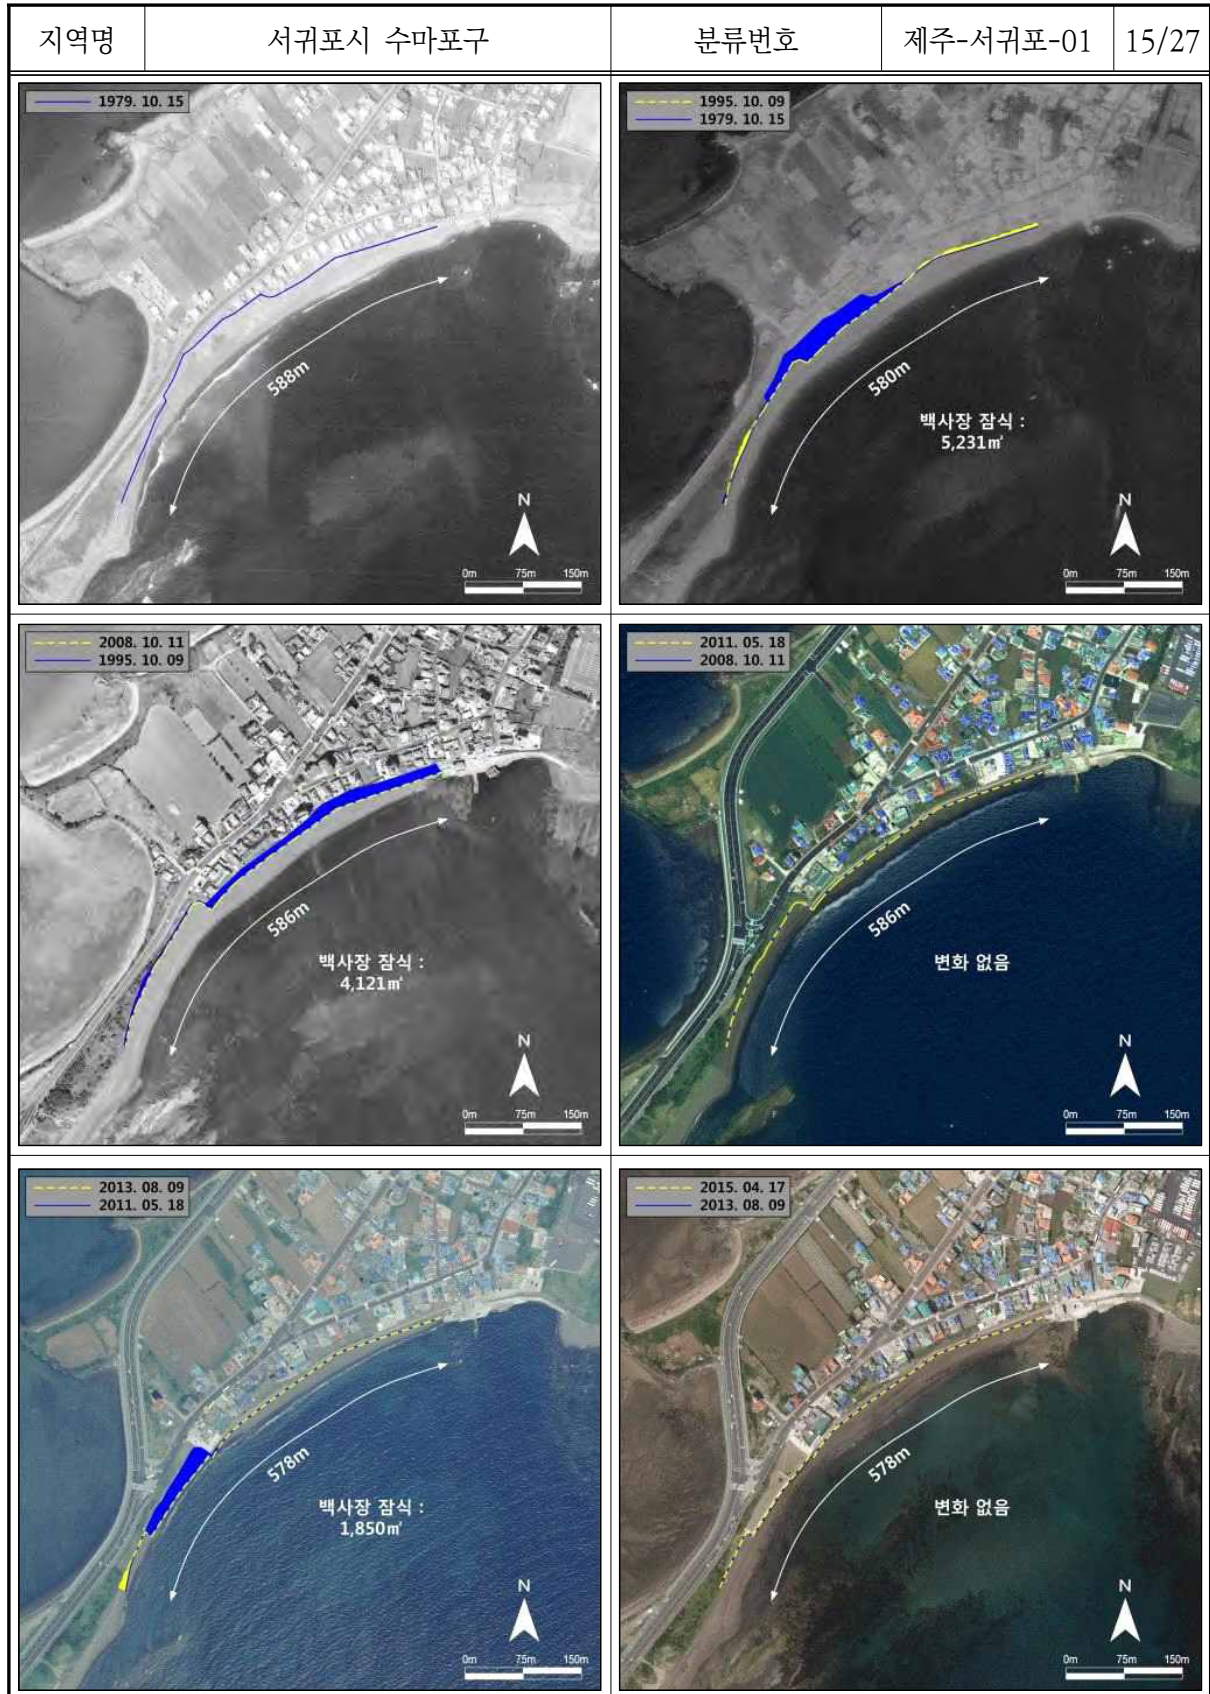 지역명 서귀포시 수마포구 분류번호 제주-서귀포-01 15/27
1979. 10. 15
588m
N
0m 75m 150m
1995. 10. 09
1979. 10. 15
580m
백사장 잠식 :
5,231㎡
N
0m 75m 150m
2008. 10. 11
1995. 10. 09
586m
백사장 잠식 :
4,121㎡
N
0m 75m 150m
2011. 05. 18
2008. 10. 11
586m
변화 없음
N
0m 75m 150m
2013. 08. 09
2011. 05. 18
578m
백사장 잠식 :
1,850㎡
N
0m 75m 150m
2015. 04. 17
2013. 08. 09
578m
변화 없음
N
0m 75m 150m